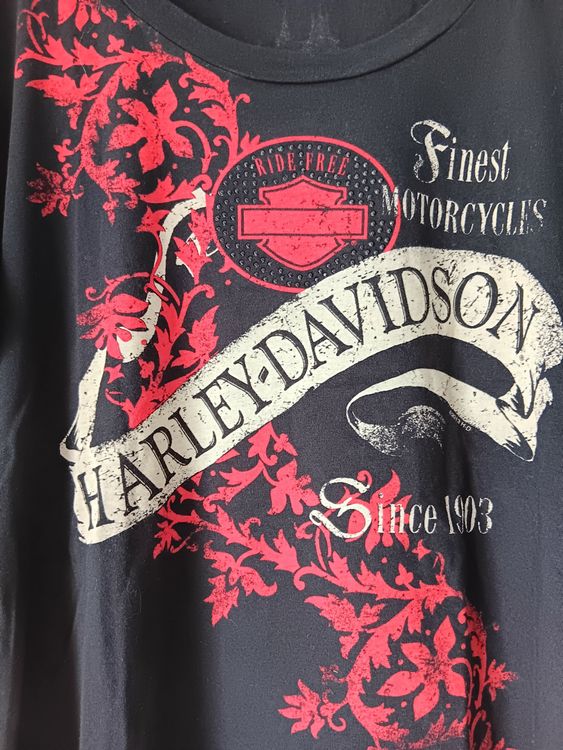 RIDE FREE
Finest
MOTORCYCLES
HARLEY-DAVIDSON
Since 1903